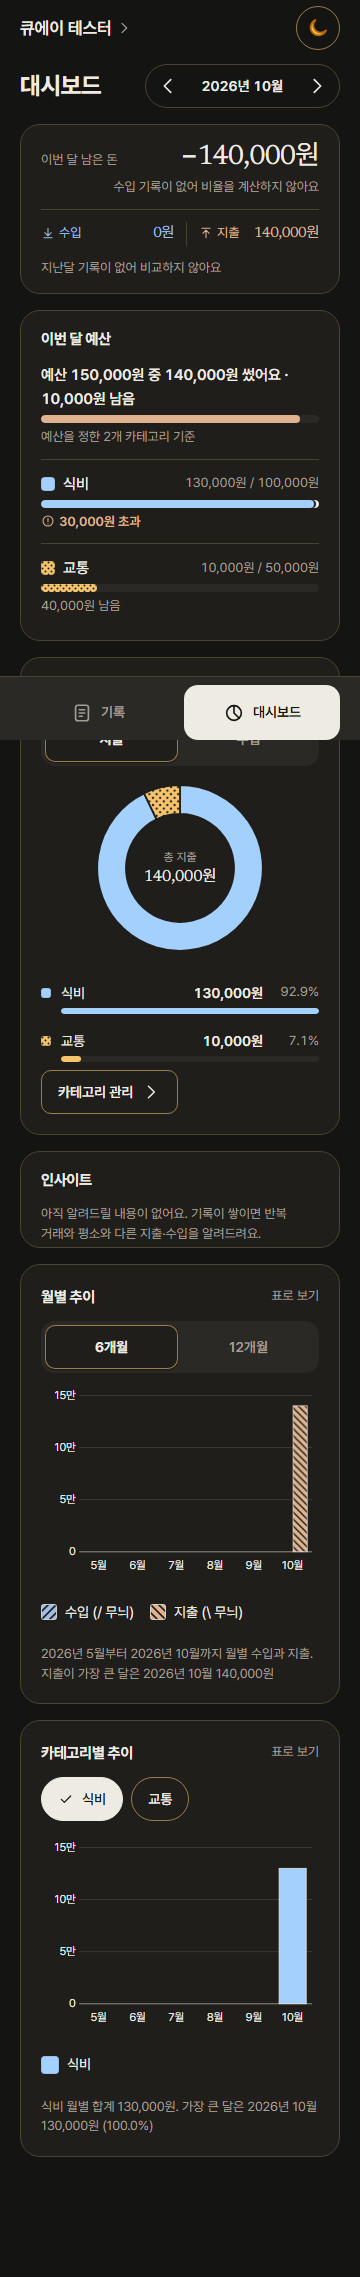 큐에이 테스터
대시보드
2026년 10월
이번 달 남은 돈
−140,000원
수입 기록이 없어 비율을 계산하지 않아요
수입 0원
지출 140,000원
지난달 기록이 없어 비교하지 않아요
이번 달 예산
예산 150,000원 중 140,000원 썼어요 ·
10,000원 남음
예산을 정한 2개 카테고리 기준
식비 130,000원 / 100,000원
30,000원 초과
교통 10,000원 / 50,000원
40,000원 남음
기록
대시보드
총 지출
140,000원
식비 130,000원 92.9%
교통 10,000원 7.1%
카테고리 관리
인사이트
아직 알려드릴 내용이 없어요. 기록이 쌓이면 반복
거래와 평소와 다른 지출·수입을 알려드려요.
월별 추이 표로 보기
6개월 12개월
15만
10만
5만
0
5월 6월 7월 8월 9월 10월
수입 (/ 무늬) 지출 (\ 무늬)
2026년 5월부터 2026년 10월까지 월별 수입과 지출.
지출이 가장 큰 달은 2026년 10월 140,000원
카테고리별 추이 표로 보기
식비 교통
15만
10만
5만
0
5월 6월 7월 8월 9월 10월
식비
식비 월별 합계 130,000원. 가장 큰 달은 2026년 10월
130,000원 (100.0%)